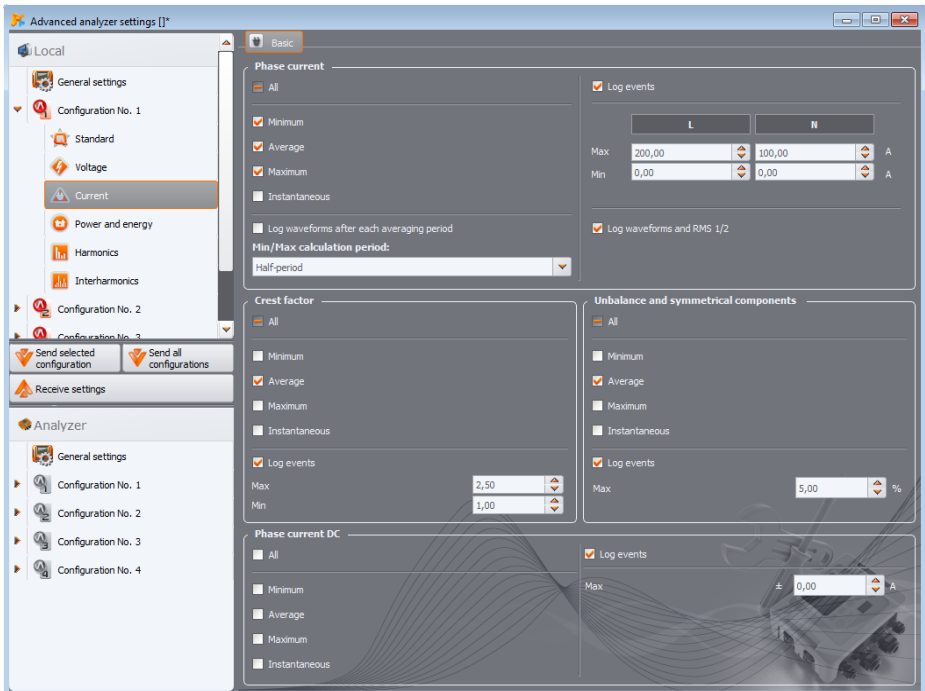 Advanced analyzer settings []*
Local
General settings
Configuration No. 1
Standard
Voltage
Current
Power and energy
Harmonics
Interharmonics
Configuration No. 2
Configuration No. 3
Send selected configuration
Send all configurations
Receive settings
Analyzer
General settings
Configuration No. 1
Configuration No. 2
Configuration No. 3
Configuration No. 4
Basic
Phase current
All
Minimum
Average
Maximum
Instantaneous
Log waveforms after each averaging period
Min/Max calculation period:
Half-period
Log events
L N
Max 200,00 100,00 A
Min 0,00 0,00 A
Log waveforms and RMS 1/2
Crest factor
All
Minimum
Average
Maximum
Instantaneous
Log events
Max 2,50
Min 1,00
Unbalance and symmetrical components
All
Minimum
Average
Maximum
Instantaneous
Log events
Max 5,00 %
Phase current DC
All
Minimum
Average
Maximum
Instantaneous
Log events
Max ± 0,00 A